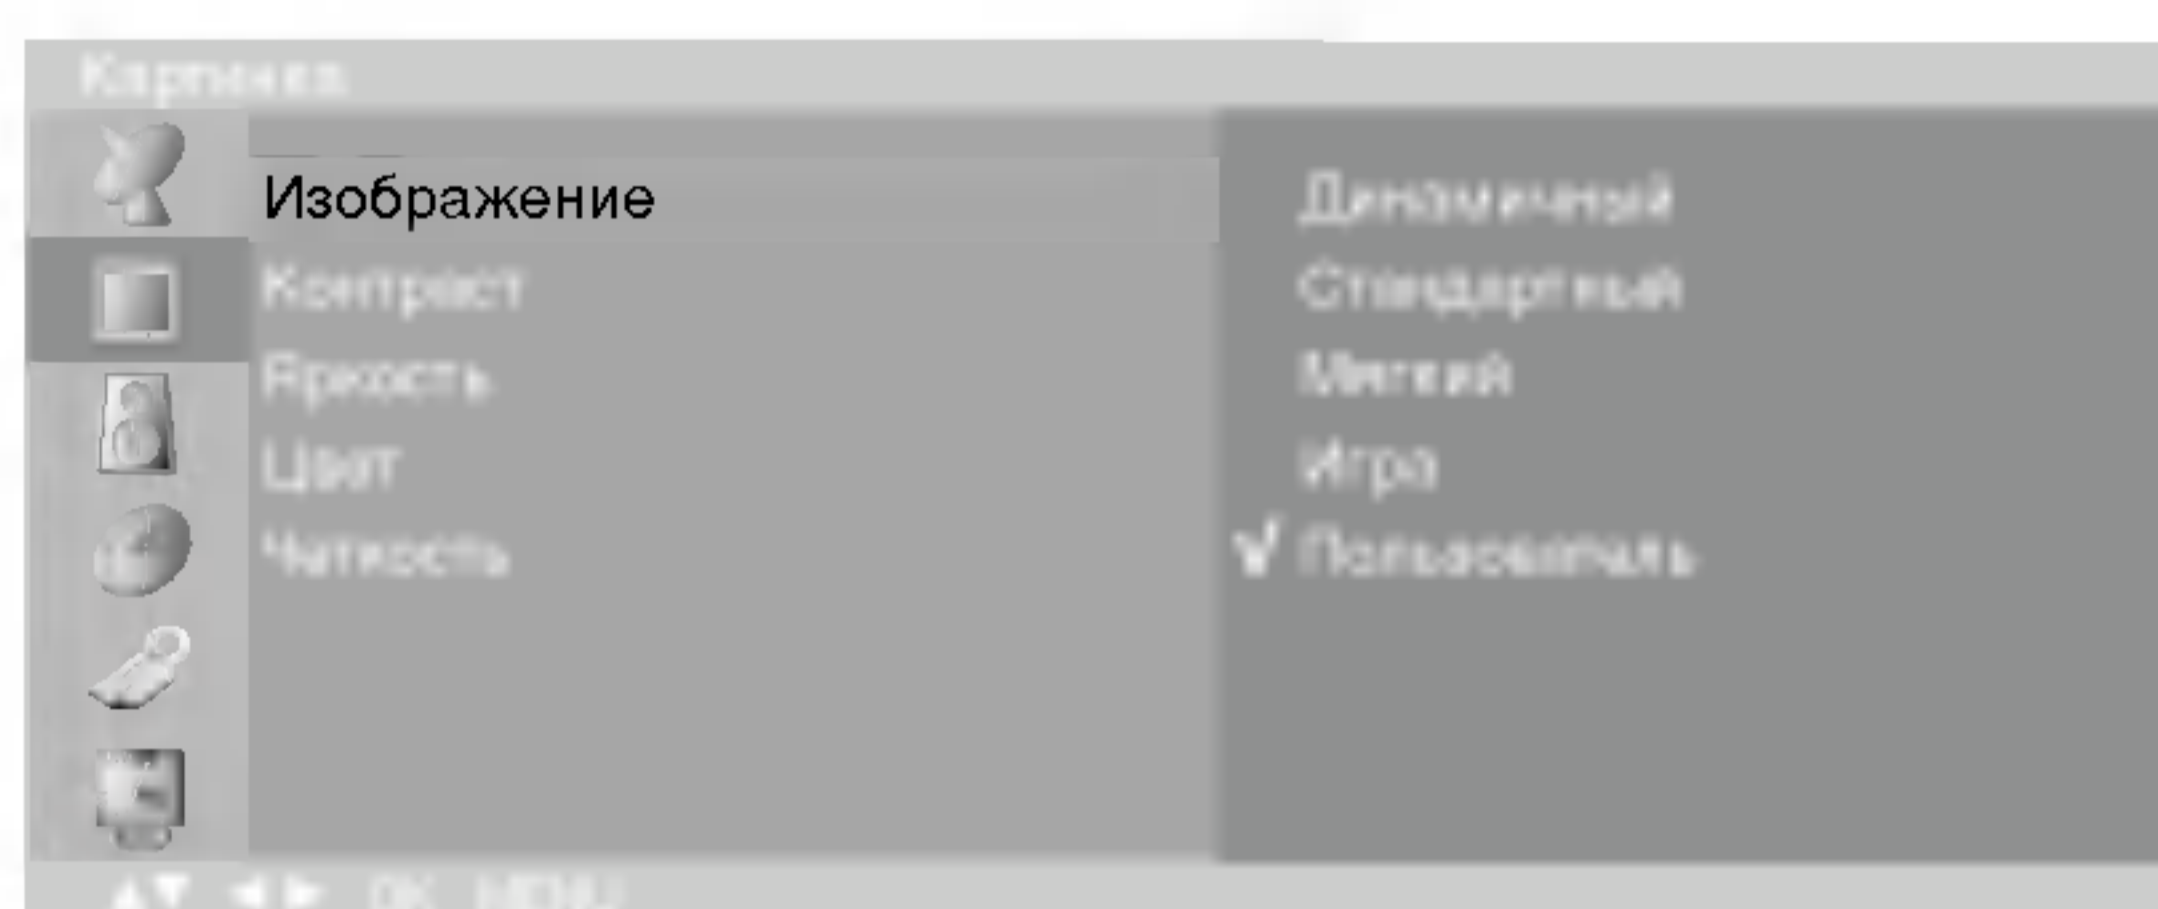 Картинка
Изображение
Контраст
Яркость
Цвет
Четкость
Динамичный
Стандартный
Мягкий
Игра
√ Пользователь
▲▼ ◀ ▶ OK MENU